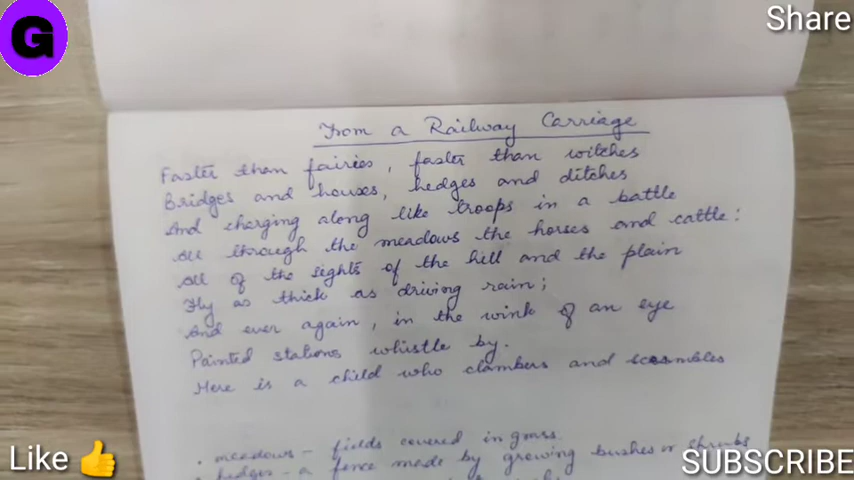 G
Share
From a Railway Carriage
Faster than fairies, faster than witches
Bridges and houses, hedges and ditches
And charging along like troops in a battle
All through the meadows the horses and cattle:
All of the sights of the hill and the plain
Fly as thick as driving rain;
And ever again, in the wink of an eye
Painted stations whistle by.
Here is a child who clambers and scrambles
• meadows - fields covered in grass
• hedges - a fence made by growing bushes or shrubs
Like
SUBSCRIBE